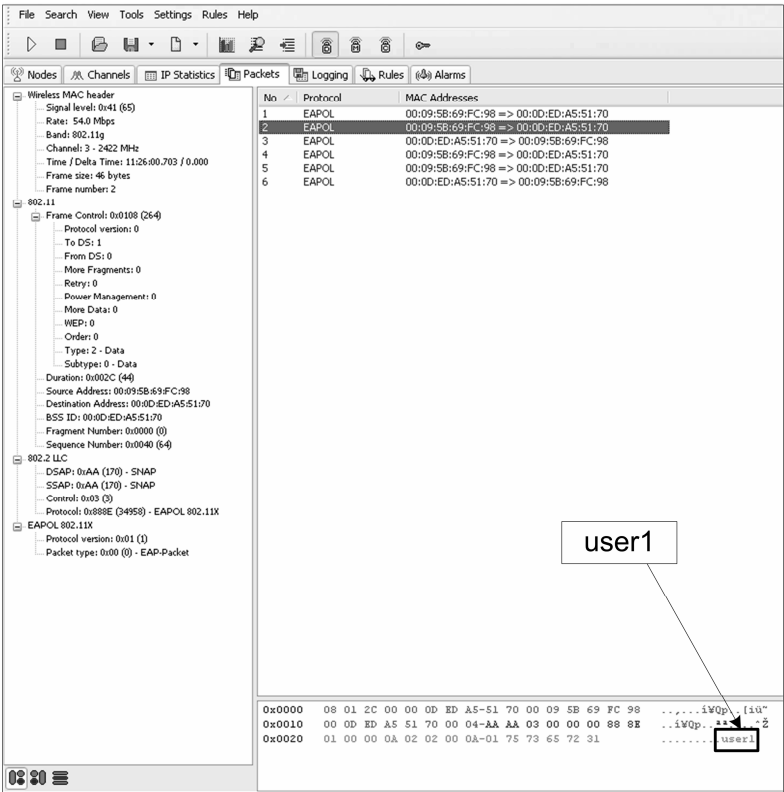 File Search View Tools Settings Rules Help
Nodes Channels IP Statistics Packets Logging Rules Alarms
Wireless MAC header
Signal level: 0x41 (65)
Rate: 54.0 Mbps
Band: 802.11g
Channel: 3 - 2422 MHz
Time / Delta Time: 11:26:00.703 / 0.000
Frame size: 46 bytes
Frame number: 2
802.11
Frame Control: 0x0108 (264)
Protocol version: 0
To DS: 1
From DS: 0
More Fragments: 0
Retry: 0
Power Management: 0
More Data: 0
WEP: 0
Order: 0
Type: 2 - Data
Subtype: 0 - Data
Duration: 0x002C (44)
Source Address: 00:09:5B:69:FC:98
Destination Address: 00:0D:ED:A5:51:70
BSS ID: 00:0D:ED:A5:51:70
Fragment Number: 0x0000 (0)
Sequence Number: 0x0040 (64)
802.2 LLC
DSAP: 0xAA (170) - SNAP
SSAP: 0xAA (170) - SNAP
Control: 0x03 (3)
Protocol: 0x888E (34958) - EAPOL 802.11X
EAPOL 802.11X
Protocol version: 0x01 (1)
Packet type: 0x00 (0) - EAP-Packet
No Protocol MAC Addresses
1 EAPOL 00:09:5B:69:FC:98 => 00:0D:ED:A5:51:70
2 EAPOL 00:09:5B:69:FC:98 => 00:0D:ED:A5:51:70
3 EAPOL 00:0D:ED:A5:51:70 => 00:09:5B:69:FC:98
4 EAPOL 00:09:5B:69:FC:98 => 00:0D:ED:A5:51:70
5 EAPOL 00:09:5B:69:FC:98 => 00:0D:ED:A5:51:70
6 EAPOL 00:0D:ED:A5:51:70 => 00:09:5B:69:FC:98
user1
0x0000 08 01 2C 00 00 0D ED A5-51 70 00 09 5B 69 FC 98 ..,...í¥Qp..[iü˜
0x0010 00 0D ED A5 51 70 00 04-AA AA 03 00 00 00 88 8E
0x0020 01 00 00 0A 02 02 00 0A-01 75 73 65 72 31 .........user1